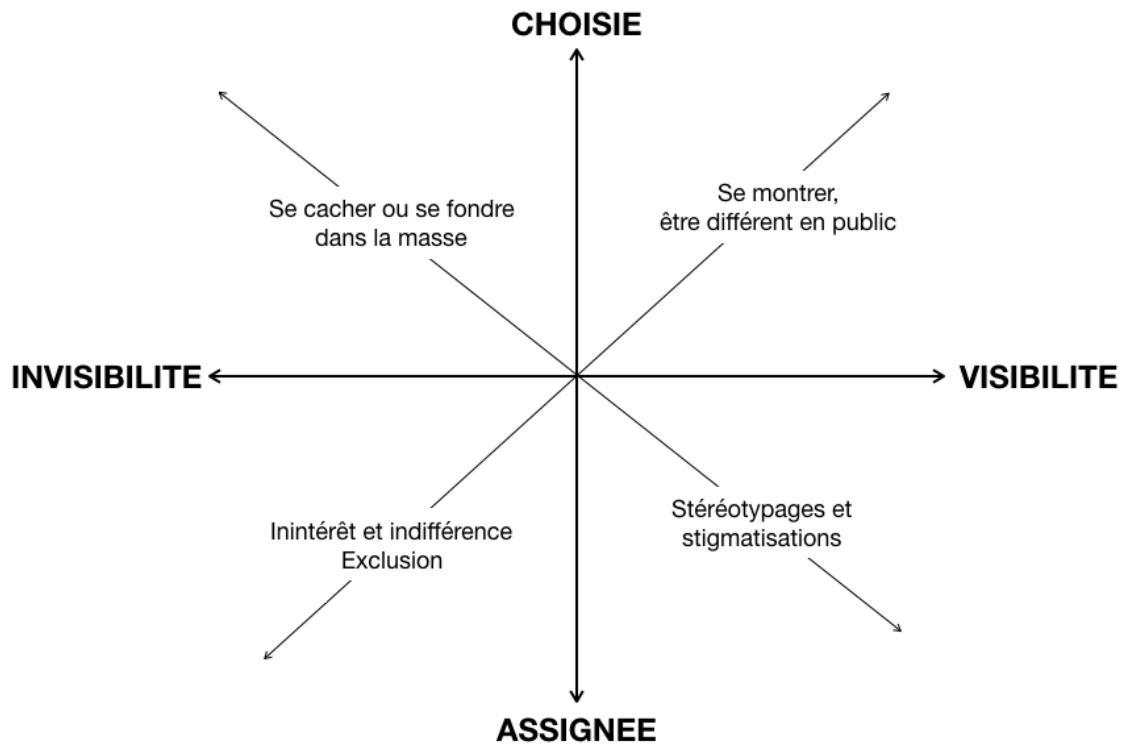 CHOISIE
Se montrer,
être différent en public
Se cacher ou se fondre
dans la masse
INVISIBILITE
VISIBILITE
Stéréotypages et
stigmatisations
Inintérêt et indifférence
Exclusion
ASSIGNEE